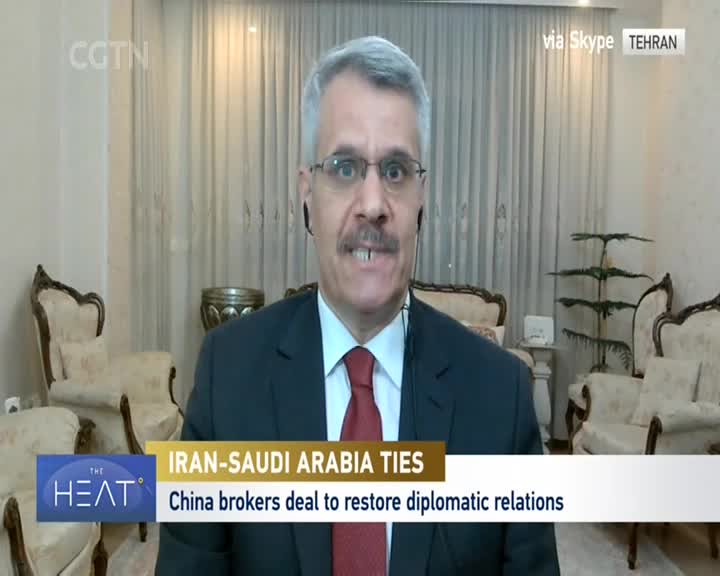 CGTN
via Skype
TEHRAN
IRAN-SAUDI ARABIA TIES
THE
HEAT
China brokers deal to restore diplomatic relations